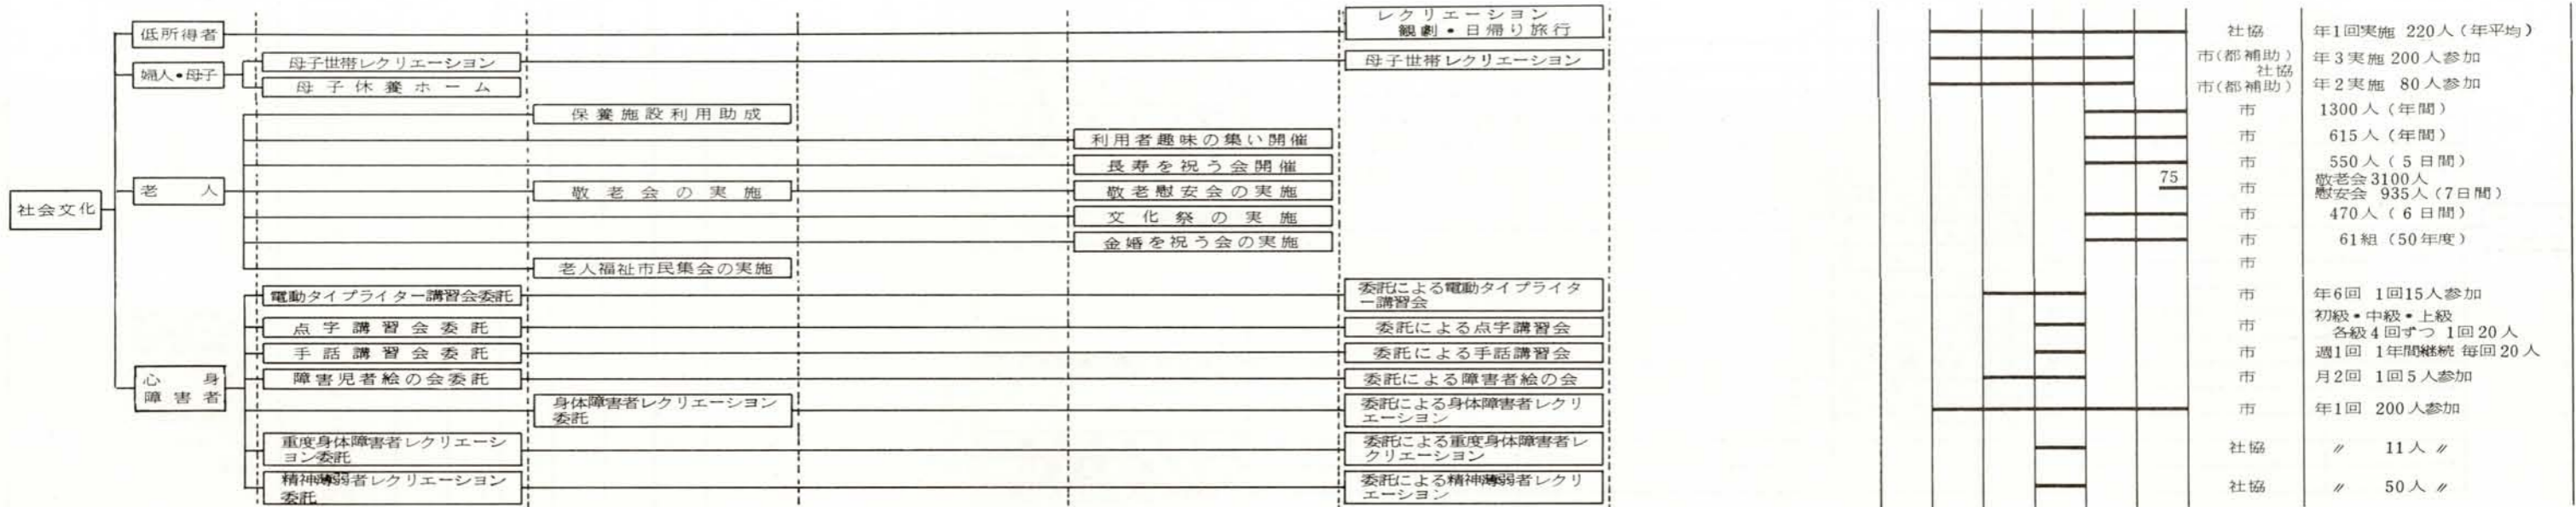 社会文化
低所得者
レクリエーション
観劇・日帰り旅行
社協
年1回実施 220人(年平均)
婦人・母子
母子世帯レクリエーション
母子世帯レクリエーション
市(都補助)
社協
年3実施 200人参加
母子休養ホーム
市(都補助)
年2実施 80人参加
老人
保養施設利用助成
市
1300人(年間)
利用者趣味の集い開催
市
615人(年間)
長寿を祝う会開催
市
550人(5日間)
敬老会の実施
敬老慰安会の実施
75
市
敬老会3100人
慰安会 935人(7日間)
文化祭の実施
市
470人(6日間)
金婚を祝う会の実施
市
61組(50年度)
老人福祉市民集会の実施
市
心身
障害者
電動タイプライター講習会委託
委託による電動タイプライタ
ー講習会
市
年6回 1回15人参加
点字講習会委託
委託による点字講習会
市
初級・中級・上級
各級4回ずつ 1回20人
手話講習会委託
委託による手話講習会
市
週1回 1年間継続 毎回20人
障害児者絵の会委託
委託による障害者絵の会
市
月2回 1回5人参加
身体障害者レクリエーション
委託
委託による身体障害者レクリ
エーション
市
年1回 200人参加
重度身体障害者レクリエーシ
ョン委託
委託による重度身体障害者レ
クリエーション
社協
〃 11人 〃
精神薄弱者レクリエーション
委託
委託による精神薄弱者レクリ
エーション
社協
〃 50人 〃